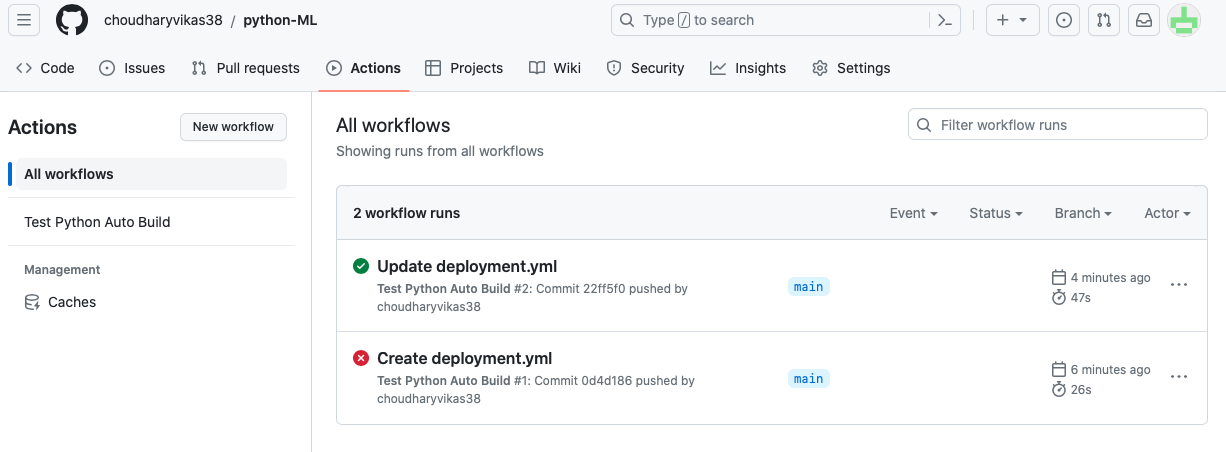 choudharyvikas38 / python-ML
Type / to search
Code
Issues
Pull requests
Actions
Projects
Wiki
Security
Insights
Settings
Actions
New workflow
All workflows
Test Python Auto Build
Management
Caches
All workflows
Showing runs from all workflows
Filter workflow runs
2 workflow runs
Event
Status
Branch
Actor
Update deployment.yml
Test Python Auto Build #2: Commit 22ff5f0 pushed by
choudharyvikas38
main
4 minutes ago
47s
Create deployment.yml
Test Python Auto Build #1: Commit 0d4d186 pushed by
choudharyvikas38
main
6 minutes ago
26s